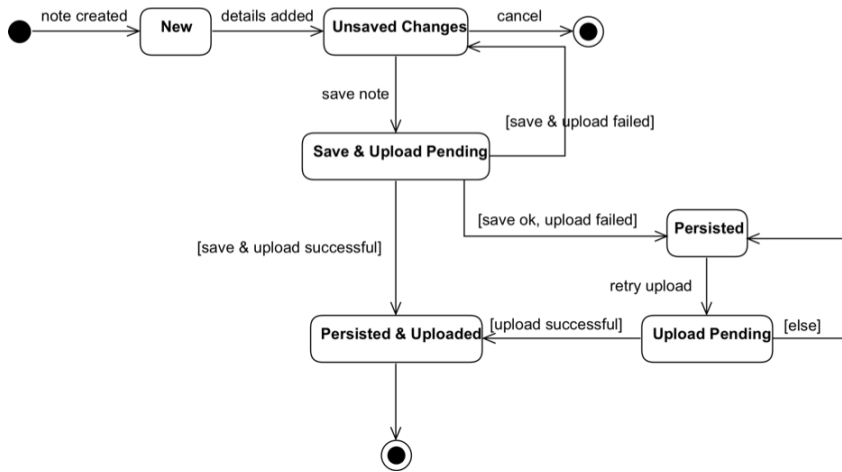 note created
New
details added
Unsaved Changes
cancel
save note
[save & upload failed]
Save & Upload Pending
[save ok, upload failed]
Persisted
[save & upload successful]
retry upload
Persisted & Uploaded
[upload successful]
Upload Pending
[else]